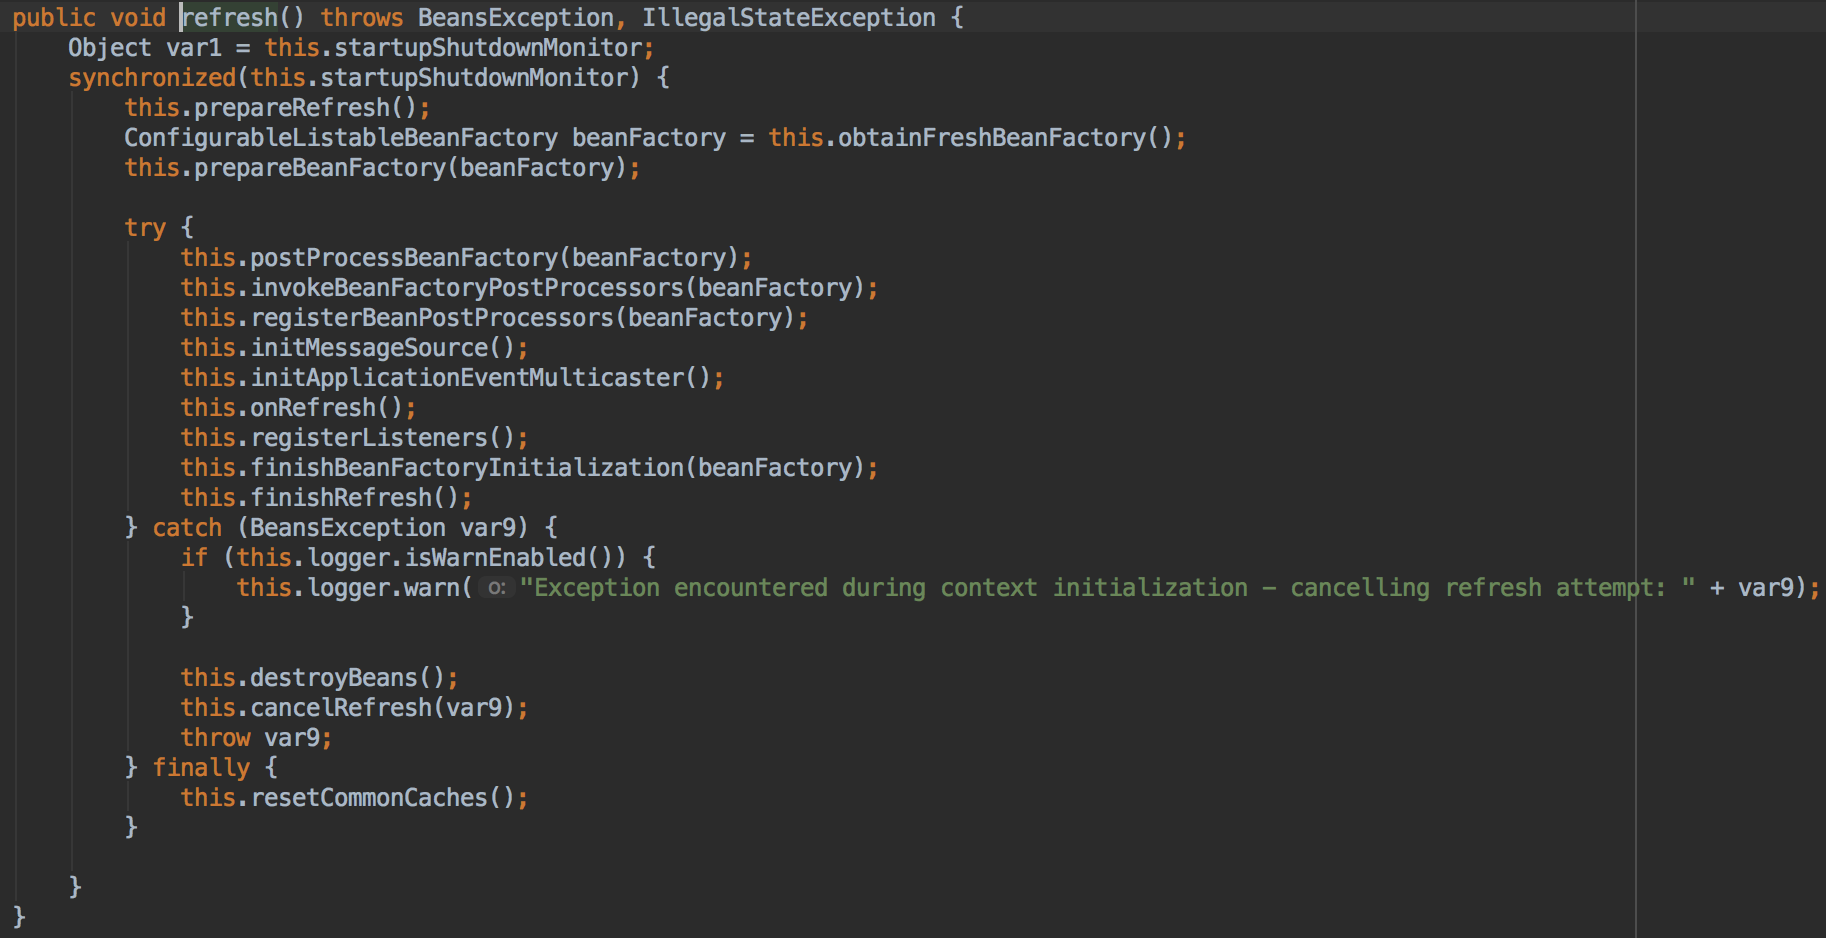 public void refresh() throws BeansException, IllegalStateException {
Object var1 = this.startupShutdownMonitor;
synchronized(this.startupShutdownMonitor) {
this.prepareRefresh();
ConfigurableListableBeanFactory beanFactory = this.obtainFreshBeanFactory();
this.prepareBeanFactory(beanFactory);
try {
this.postProcessBeanFactory(beanFactory);
this.invokeBeanFactoryPostProcessors(beanFactory);
this.registerBeanPostProcessors(beanFactory);
this.initMessageSource();
this.initApplicationEventMulticaster();
this.onRefresh();
this.registerListeners();
this.finishBeanFactoryInitialization(beanFactory);
this.finishRefresh();
} catch (BeansException var9) {
if (this.logger.isWarnEnabled()) {
this.logger.warn( o: "Exception encountered during context initialization - cancelling refresh attempt: " + var9);
}
this.destroyBeans();
this.cancelRefresh(var9);
throw var9;
} finally {
this.resetCommonCaches();
}
}
}